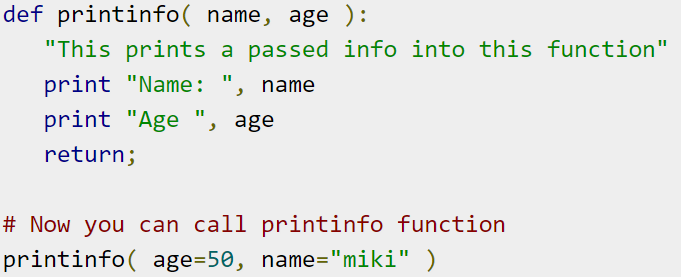 def printinfo( name, age ):
"This prints a passed info into this function"
print "Name: ", name
print "Age ", age
return;
# Now you can call printinfo function
printinfo( age=50, name="miki" )